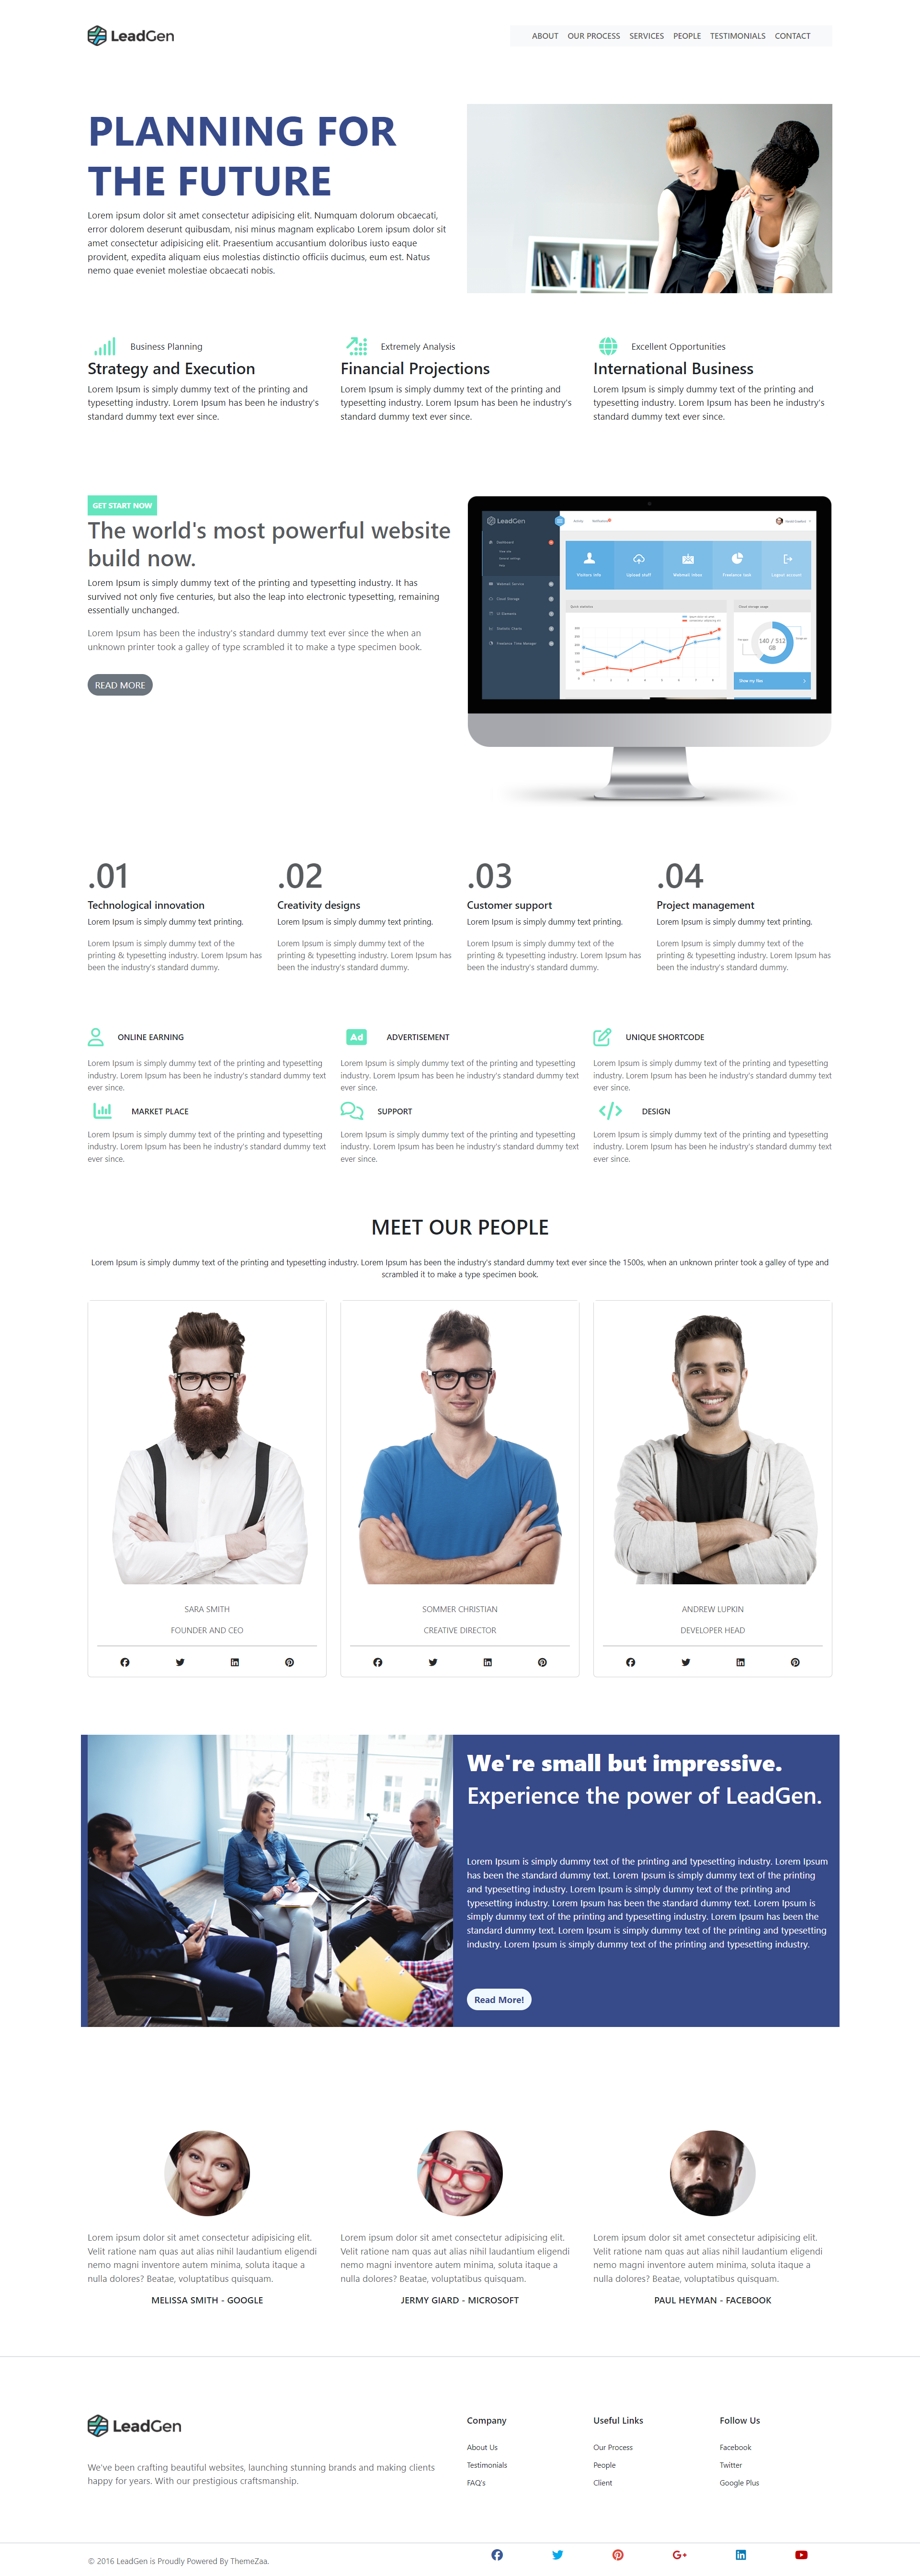 LeadGen
ABOUT OUR PROCESS SERVICES PEOPLE TESTIMONIALS CONTACT
PLANNING FOR
THE FUTURE
Lorem ipsum dolor sit amet consectetur adipisicing elit. Numquam dolorum obcaecati,
error dolorem deserunt quibusdam, nisi minus magnam explicabo Lorem ipsum dolor sit
amet consectetur adipisicing elit. Praesentium accusantium doloribus iusto eaque
provident, expedita aliquam eius molestias distinctio officiis ducimus, eum est. Natus
nemo quae eveniet molestiae obcaecati nobis.
Business Planning
Strategy and Execution
Lorem Ipsum is simply dummy text of the printing and
typesetting industry. Lorem Ipsum has been he industry's
standard dummy text ever since.
Extremely Analysis
Financial Projections
Lorem Ipsum is simply dummy text of the printing and
typesetting industry. Lorem Ipsum has been he industry's
standard dummy text ever since.
Excellent Opportunities
International Business
Lorem Ipsum is simply dummy text of the printing and
typesetting industry. Lorem Ipsum has been he industry's
standard dummy text ever since.
GET START NOW
The world's most powerful website
build now.
Lorem Ipsum is simply dummy text of the printing and typesetting industry. It has
survived not only five centuries, but also the leap into electronic typesetting, remaining
essentially unchanged.
Lorem Ipsum has been the industry's standard dummy text ever since the when an
unknown printer took a galley of type scrambled it to make a type specimen book.
READ MORE
LeadGen
Dashboard
Visitors info
Upload stuff
Webmail inbox
Freelance task
Logout account
Webmail Service
Cloud Storage
Quick statistics
Cloud storage usage
140 / 512
GB
Show my files
.01
Technological innovation
Lorem Ipsum is simply dummy text printing.
Lorem Ipsum is simply dummy text of the
printing & typesetting industry. Lorem Ipsum has
been the industry's standard dummy.
.02
Creativity designs
Lorem Ipsum is simply dummy text printing.
Lorem Ipsum is simply dummy text of the
printing & typesetting industry. Lorem Ipsum has
been the industry's standard dummy.
.03
Customer support
Lorem Ipsum is simply dummy text printing.
Lorem Ipsum is simply dummy text of the
printing & typesetting industry. Lorem Ipsum has
been the industry's standard dummy.
.04
Project management
Lorem Ipsum is simply dummy text printing.
Lorem Ipsum is simply dummy text of the
printing & typesetting industry. Lorem Ipsum has
been the industry's standard dummy.
ONLINE EARNING
Lorem Ipsum is simply dummy text of the printing and typesetting
industry. Lorem Ipsum has been he industry's standard dummy text
ever since.
Ad
ADVERTISEMENT
Lorem Ipsum is simply dummy text of the printing and typesetting
industry. Lorem Ipsum has been he industry's standard dummy text
ever since.
UNIQUE SHORTCODE
Lorem Ipsum is simply dummy text of the printing and typesetting
industry. Lorem Ipsum has been he industry's standard dummy text
ever since.
MARKET PLACE
Lorem Ipsum is simply dummy text of the printing and typesetting
industry. Lorem Ipsum has been he industry's standard dummy text
ever since.
SUPPORT
Lorem Ipsum is simply dummy text of the printing and typesetting
industry. Lorem Ipsum has been he industry's standard dummy text
ever since.
DESIGN
Lorem Ipsum is simply dummy text of the printing and typesetting
industry. Lorem Ipsum has been he industry's standard dummy text
ever since.
MEET OUR PEOPLE
Lorem Ipsum is simply dummy text of the printing and typesetting industry. Lorem Ipsum has been the industry's standard dummy text ever since the 1500s, when an unknown printer took a galley of type and
scrambled it to make a type specimen book.
SARA SMITH
FOUNDER AND CEO
SOMMER CHRISTIAN
CREATIVE DIRECTOR
ANDREW LUPKIN
DEVELOPER HEAD
We're small but impressive.
Experience the power of LeadGen.
Lorem Ipsum is simply dummy text of the printing and typesetting industry. Lorem Ipsum
has been the industry's standard dummy text. Lorem Ipsum is simply dummy text of the printing
and typesetting industry. Lorem Ipsum is simply dummy text of the printing and
typesetting industry. Lorem Ipsum has been the standard dummy text. Lorem Ipsum is
simply dummy text of the printing and typesetting industry. Lorem Ipsum has been the
standard dummy text. Lorem Ipsum is simply dummy text of the printing and typesetting
industry. Lorem Ipsum is simply dummy text of the printing and typesetting industry.
Read More!
Lorem ipsum dolor sit amet consectetur adipisicing elit.
Velit ratione nam quas aut alias nihil laudantium eligendi
nemo magni inventore autem minima, soluta itaque a
nulla dolores? Beatae, voluptatibus quisquam.
MELISSA SMITH - GOOGLE
Lorem ipsum dolor sit amet consectetur adipisicing elit.
Velit ratione nam quas aut alias nihil laudantium eligendi
nemo magni inventore autem minima, soluta itaque a
nulla dolores? Beatae, voluptatibus quisquam.
JERMY GIARD - MICROSOFT
Lorem ipsum dolor sit amet consectetur adipisicing elit.
Velit ratione nam quas aut alias nihil laudantium eligendi
nemo magni inventore autem minima, soluta itaque a
nulla dolores? Beatae, voluptatibus quisquam.
PAUL HEYMAN - FACEBOOK
LeadGen
We've been crafting beautiful websites, launching stunning brands and making clients
happy for years. With our prestigious craftsmanship.
Company
About Us
Testimonials
FAQ's
Useful Links
Our Process
People
Client
Follow Us
Facebook
Twitter
Google Plus
© 2016 LeadGen is Proudly Powered By ThemeZaa.